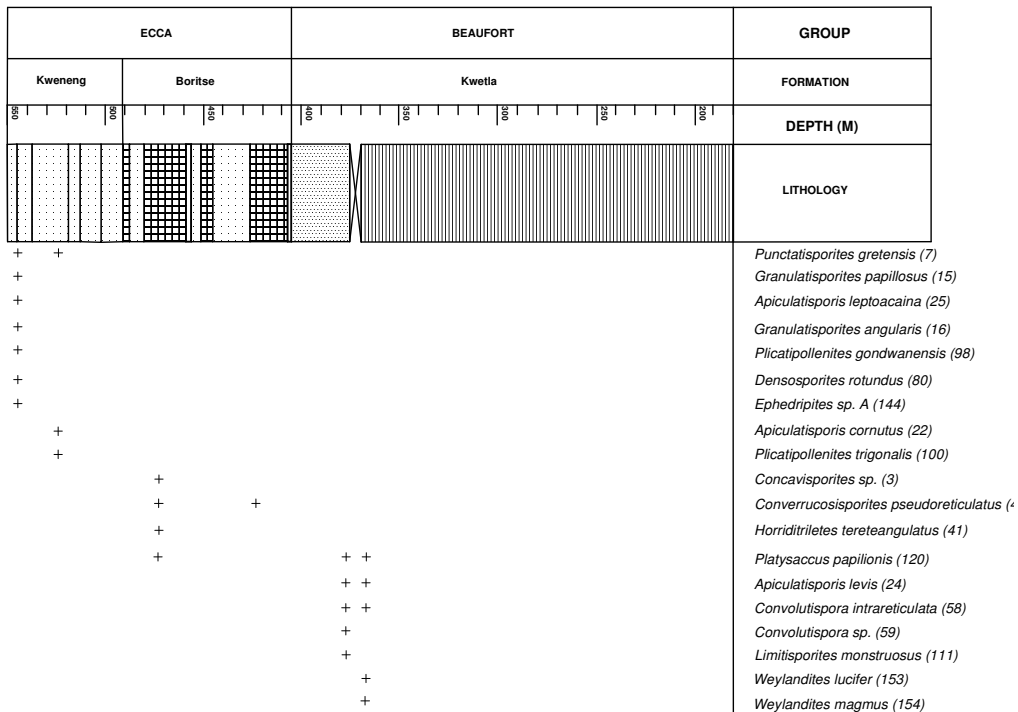 ECCA BEAUFORT GROUP
Kweneng Boritse Kwetla FORMATION
550 500 450 400 350 300 250 200 DEPTH (M)
LITHOLOGY
Punctatisporites gretensis (7)
Granulatisporites papillosus (15)
Apiculatisporis leptoacaina (25)
Granulatisporites angularis (16)
Plicatipollenites gondwanensis (98)
Densosporites rotundus (80)
Ephedripites sp. A (144)
Apiculatisporis cornutus (22)
Plicatipollenites trigonalis (100)
Concavisporites sp. (3)
Converrucosisporites pseudoreticulatus (4
Horriditriletes tereteangulatus (41)
Platysaccus papilionis (120)
Apiculatisporis levis (24)
Convolutispora intrareticulata (58)
Convolutispora sp. (59)
Limitisporites monstruosus (111)
Weylandites lucifer (153)
Weylandites magmus (154)